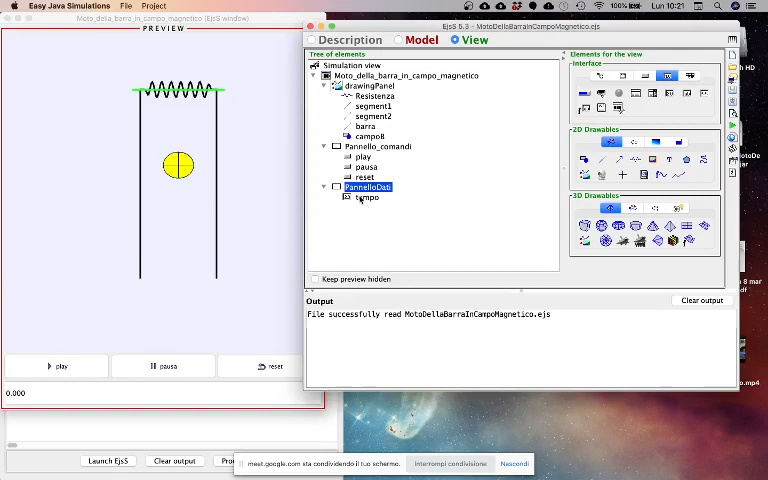 Easy Java Simulations File Project 100% Lun 10:21
Moto_della_barra_in_campo_magnetico (EjsS window)
PREVIEW
play pausa reset
0.000
Launch EjsS Clear output
EjsS 5.3 - MotoDellaBarraInCampoMagnetico.ejs
Description Model View
Tree of elements
Simulation view
Moto_della_barra_in_campo_magnetico
drawingPanel
Resistenza
segment1
segment2
barra
campoB
Pannello_comandi
play
pausa
reset
PannelloDati
tempo
Keep preview hidden
Elements for the view
Interface
2D Drawables
3D Drawables
Output Clear output
File successfully read MotoDellaBarraInCampoMagnetico.ejs
meet.google.com sta condividendo il tuo schermo. Interrompi condivisione Nascondi